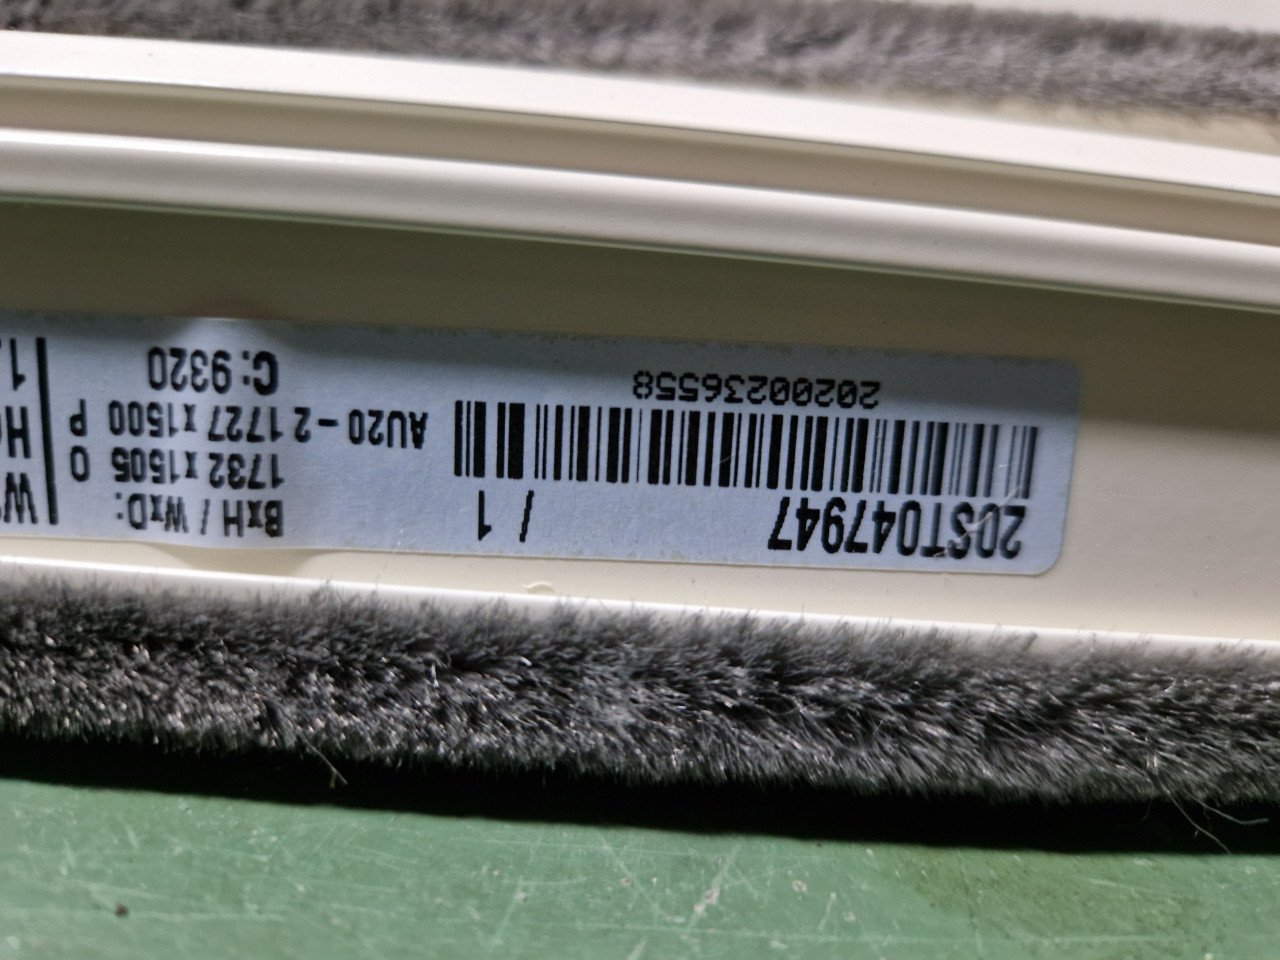 20ST047947 / 1
20200236558
BxH / WxD:
1732 x1505 O
AU20 - 2 1727 x1500 P
C: 9320